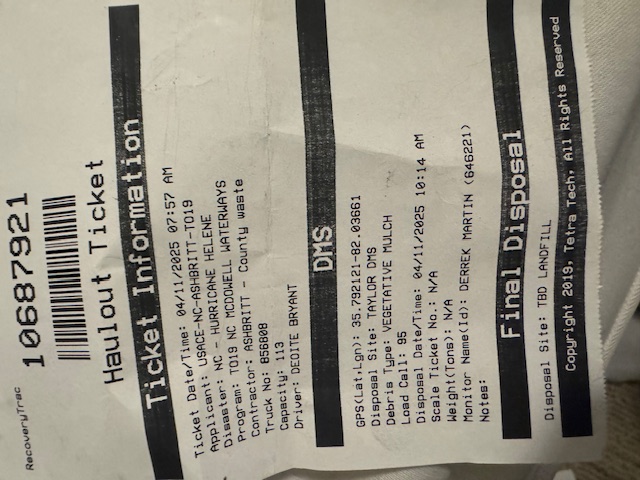 RecoveryTrac
10687921
Haulout Ticket
Ticket Information
Ticket Date/Time: 04/11/2025 07:57 AM
Applicant: USACE-NC-ASHBRITT-TO19
Disaster: NC - HURRICANE HELENE
Program: TO19 NC MCDOWELL WATERWAYS
Contractor: ASHBRITT - County waste
Truck No: 856808
Capacity: 113
Driver: DEOITE BRYANT
DMS
GPS(Lat,Lgn): 35.792121-82.03661
Disposal Site: TAYLOR DMS
Debris Type: VEGETATIVE MULCH
Load Call: 95
Disposal Date/Time: 04/11/2025 10:14 AM
Scale Ticket No.: N/A
Weight(Tons): N/A
Monitor Name(Id): DERREK MARTIN (646221)
Notes:
Final Disposal
Disposal Site: TBD LANDFILL
Copyright 2019, Tetra Tech, All Rights Reserved